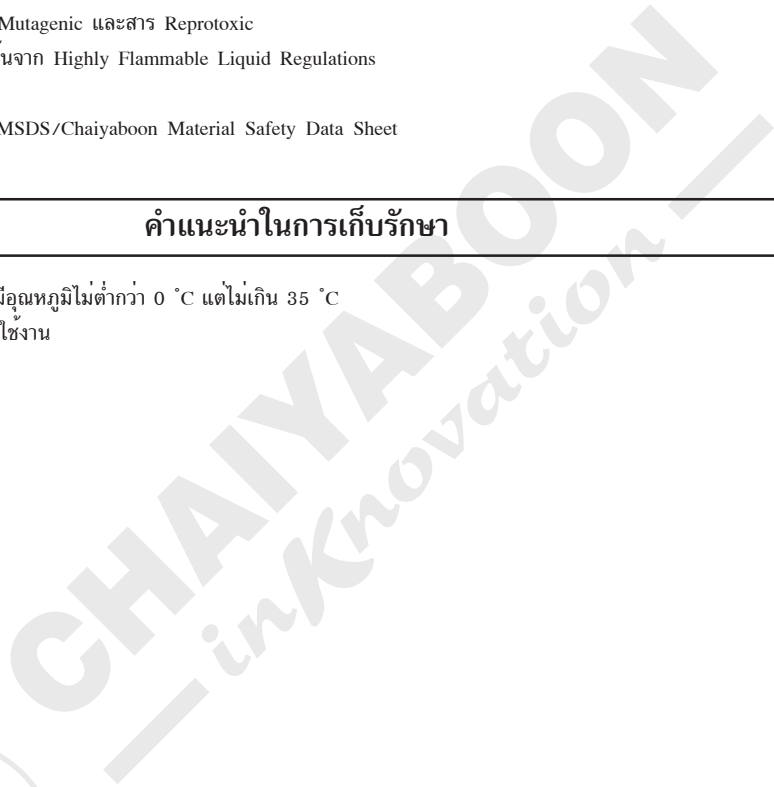 Mutagenic และสาร Reprotoxic
นจาก Highly Flammable Liquid Regulations
MSDS/Chaiyaboon Material Safety Data Sheet
คำแนะนำในการเก็บรักษา
มีอุณหภูมิไม่ต่ำกว่า 0 °C แต่ไม่เกิน 35 °C
ใช้งาน
CHAIYABOON
inKnovation